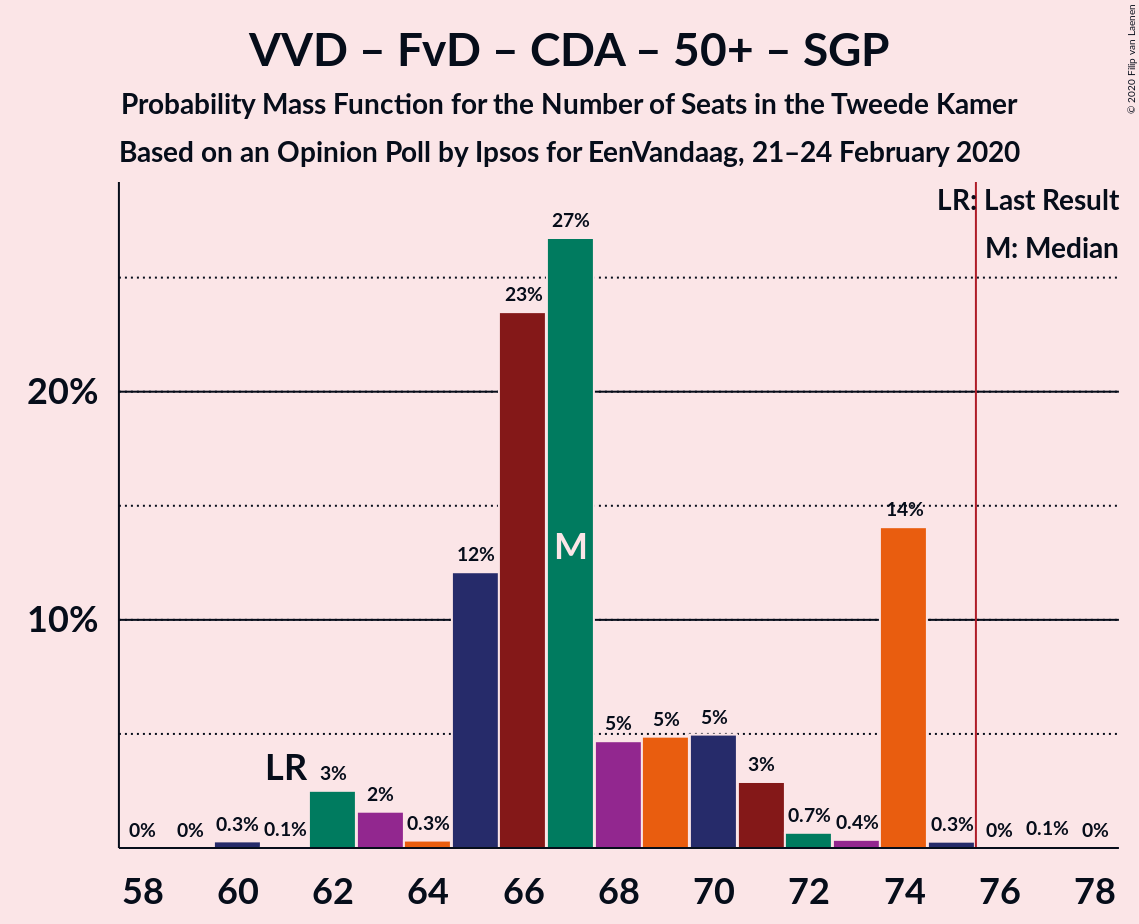 VVD – FvD – CDA – 50+ – SGP
Probability Mass Function for the Number of Seats in the Tweede Kamer
Based on an Opinion Poll by Ipsos for EenVandaag, 21–24 February 2020
© 2020 Filip van Laenen
LR: Last Result
M: Median
20%
10%
0% 0% 0.3% 0.1% 3% 2% 0.3% 12% 23% 27% 5% 5% 5% 3% 0.7% 0.4% 14% 0.3% 0% 0.1% 0%
LR
M
58 60 62 64 66 68 70 72 74 76 78